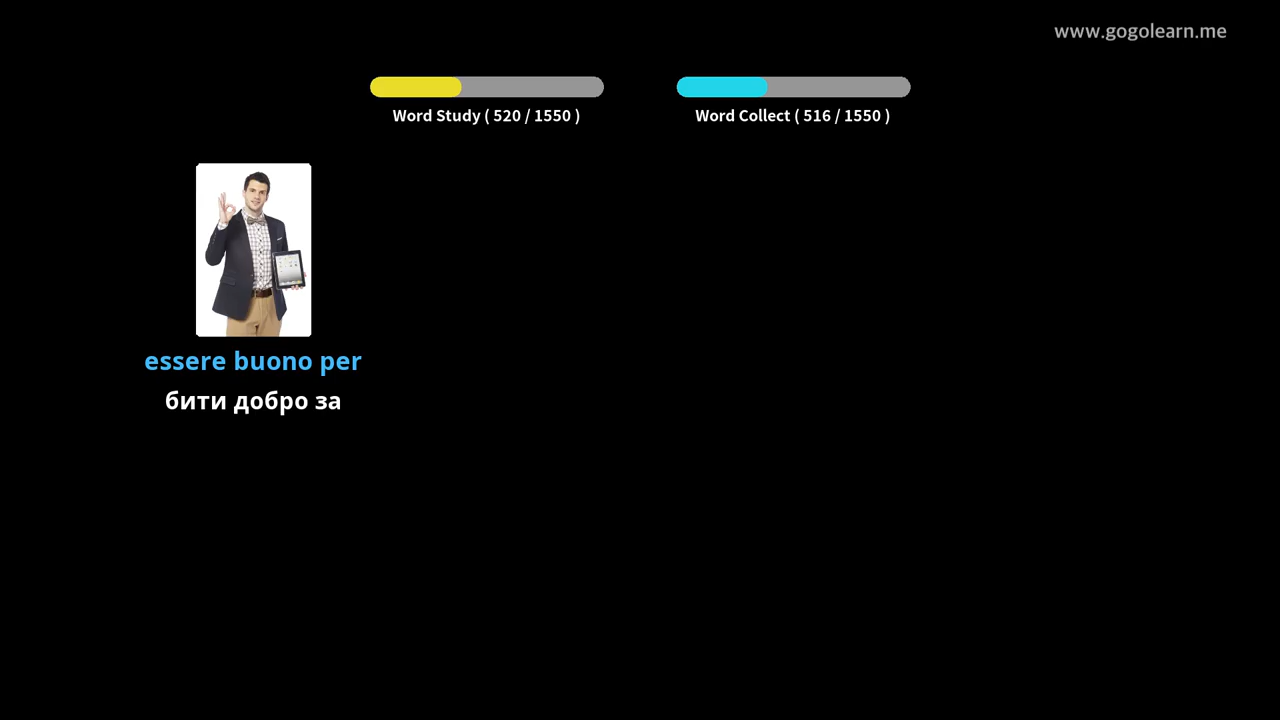 www.gogolearn.me
Word Study ( 520 / 1550 )
Word Collect ( 516 / 1550 )
essere buono per
бити добро за